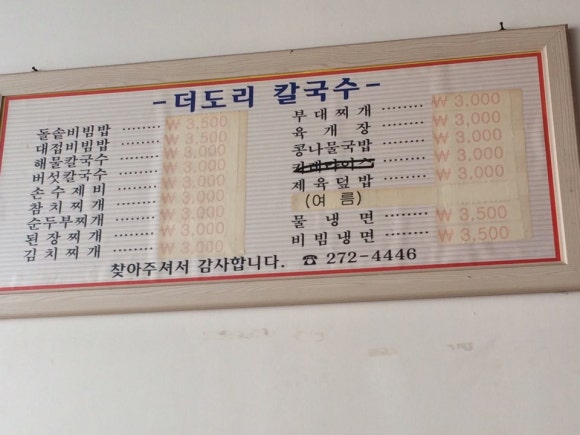 -더도리 칼국수-
돌솥비빔밥 ········ ₩ 3,500
대접비빔밥 ········ ₩ 3,500
해물칼국수 ········ ₩ 3,000
버섯칼국수 ········ ₩ 3,000
손수제비 ········ ₩ 3,000
참치찌개 ········ ₩ 3,000
순두부찌개 ········ ₩ 3,000
된장찌개 ········ ₩ 3,000
김치찌개 ········ ₩ 3,000
부대찌개 ········ ₩ 3,000
육개장 ········ ₩ 3,000
콩나물국밥 ········ ₩ 3,000
제육덮밥 ········ ₩ 3,000
(여 름)
물냉면 ········ ₩ 3,500
비빔냉면 ········ ₩ 3,500
찾아주셔서 감사합니다. ☎ 272-4446